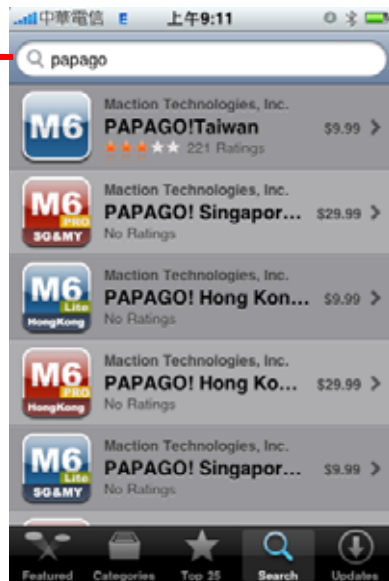 中華電信 E 上午9:11
papago
M6
Maction Technologies, Inc.
PAPAGO!Taiwan
221 Ratings
$9.99
M6
PRO
SG&MY
Maction Technologies, Inc.
PAPAGO! Singapor...
No Ratings
$29.99
M6
Lite
HongKong
Maction Technologies, Inc.
PAPAGO! Hong Kon...
No Ratings
$9.99
M6
PRO
HongKong
Maction Technologies, Inc.
PAPAGO! Hong Ko...
No Ratings
$29.99
M6
Lite
SG&MY
Maction Technologies, Inc.
PAPAGO! Singapor...
No Ratings
$9.99
Featured Categories Top 25 Search Updates